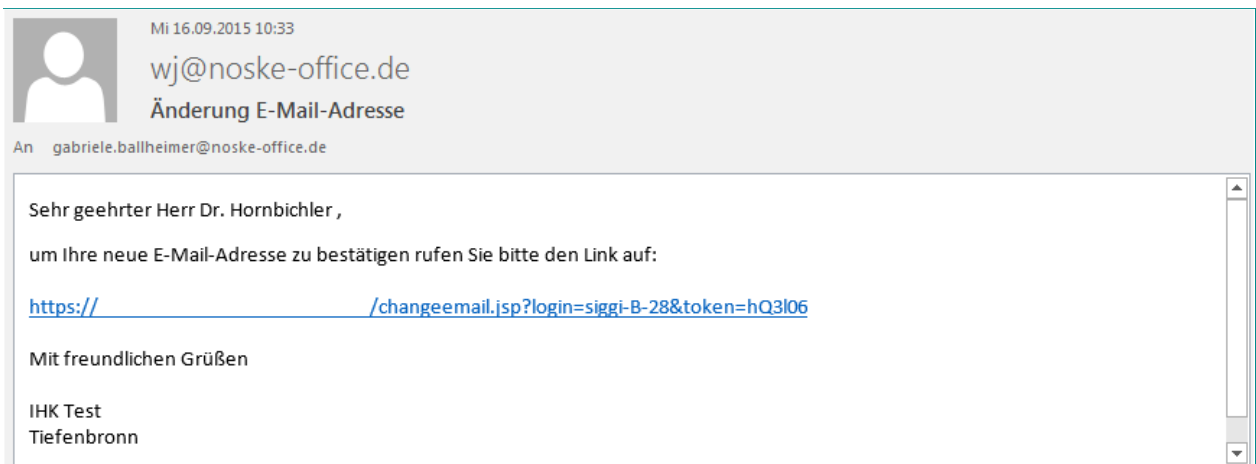 Mi 16.09.2015 10:33
wj@noske-office.de
Änderung E-Mail-Adresse
An gabriele.ballheimer@noske-office.de
Sehr geehrter Herr Dr. Hornbichler ,
um Ihre neue E-Mail-Adresse zu bestätigen rufen Sie bitte den Link auf:
https:// /changeemail.jsp?login=siggi-B-28&token=hQ3l06
Mit freundlichen Grüßen
IHK Test
Tiefenbronn